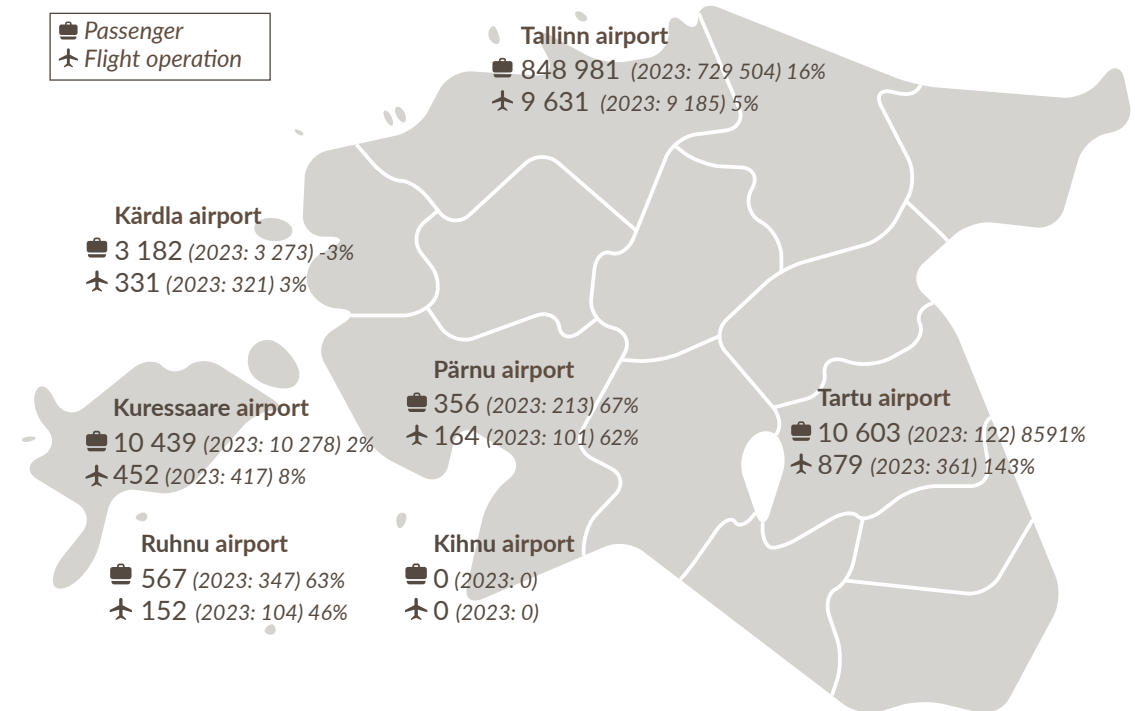 Passenger
Flight operation
Tallinn airport
848 981 (2023: 729 504) 16%
9 631 (2023: 9 185) 5%
Kärdla airport
3 182 (2023: 3 273) -3%
331 (2023: 321) 3%
Pärnu airport
356 (2023: 213) 67%
164 (2023: 101) 62%
Tartu airport
10 603 (2023: 122) 8591%
879 (2023: 361) 143%
Kuressaare airport
10 439 (2023: 10 278) 2%
452 (2023: 417) 8%
Ruhnu airport
567 (2023: 347) 63%
152 (2023: 104) 46%
Kihnu airport
0 (2023: 0)
0 (2023: 0)